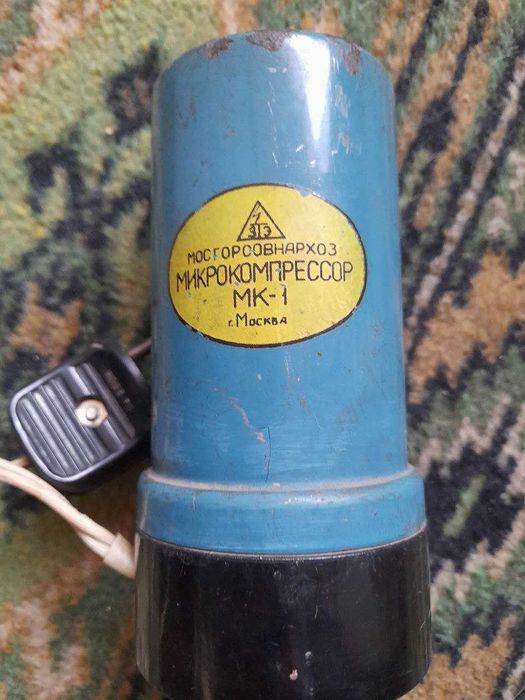 ЗТЭ
МОСГОРСОВНАРХОЗ
МИКРОКОМПРЕССОР
МК-1
г. МОСКВА